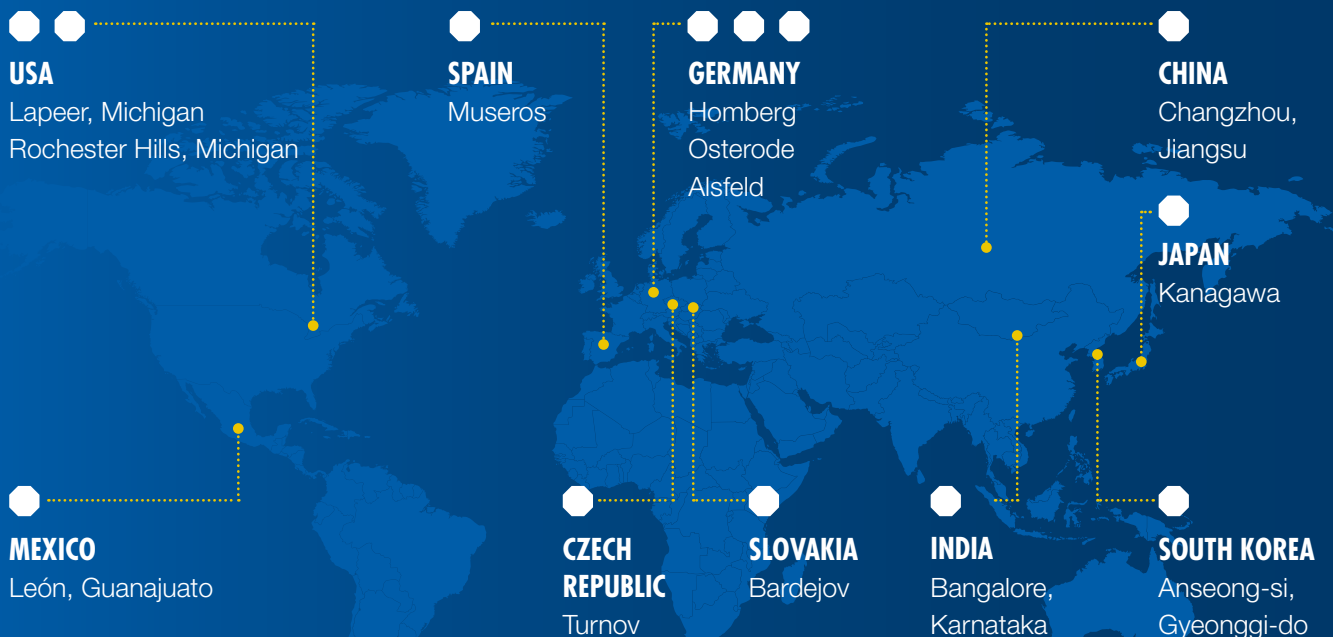 USA
Lapeer, Michigan
Rochester Hills, Michigan
SPAIN
Museros
GERMANY
Homberg
Osterode
Alsfeld
CHINA
Changzhou,
Jiangsu
JAPAN
Kanagawa
MEXICO
León, Guanajuato
CZECH
REPUBLIC
Turnov
SLOVAKIA
Bardejov
INDIA
Bangalore,
Karnataka
SOUTH KOREA
Anseong-si,
Gyeonggi-do